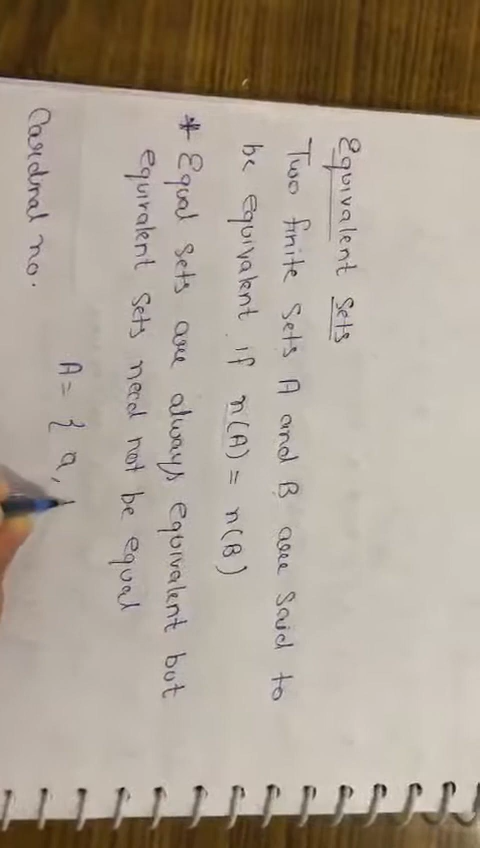 Equivalent Sets
Two finite sets A and B are said to
be equivalent if n(A) = n(B)
* Equal sets are always equivalent but
equivalent sets need not be equal
Cardinal no.
A = { a,